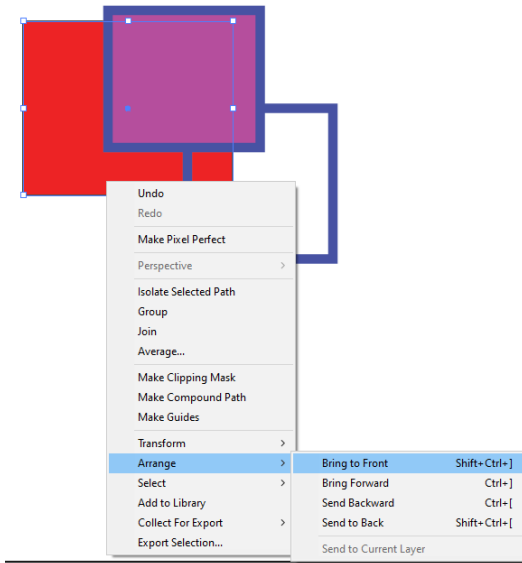 Undo
Redo
Make Pixel Perfect
Perspective
Isolate Selected Path
Group
Join
Average...
Make Clipping Mask
Make Compound Path
Make Guides
Transform
Arrange
Select
Add to Library
Collect For Export
Export Selection...
Bring to Front Shift+Ctrl+]
Bring Forward Ctrl+]
Send Backward Ctrl+[
Send to Back Shift+Ctrl+[
Send to Current Layer